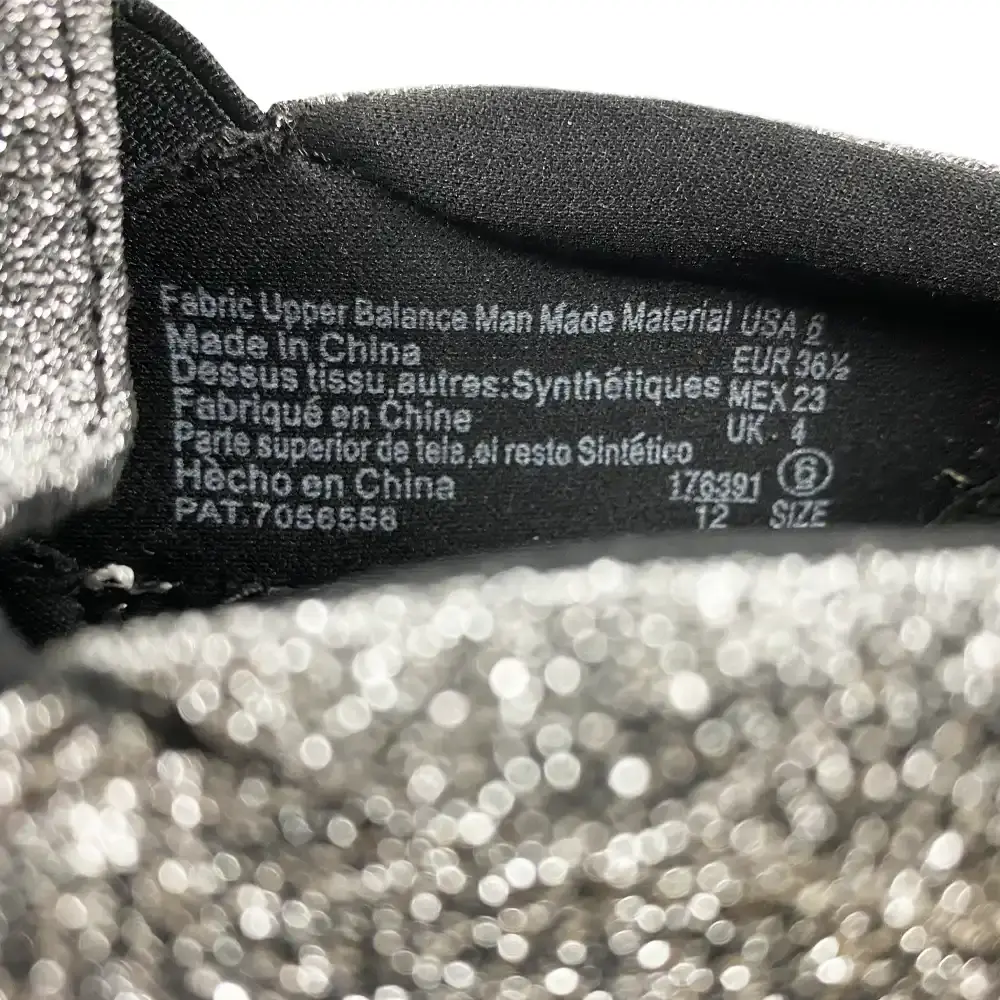 Fabric Upper Balance Man Made Material
Made In China
Dessus tissu,autres:Synthétiques
Fabriqué en Chine
Parte superior de tela,el resto Sintético
Hècho en China
PAT.7056558
USA 6
EUR 36½
MEX 23
UK 4
176391 6
12 SIZE